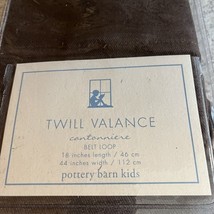 TWILL VALANCE
cantonniere
BELT LOOP
18 inches length / 46 cm
44 inches width / 112 cm
pottery barn kids